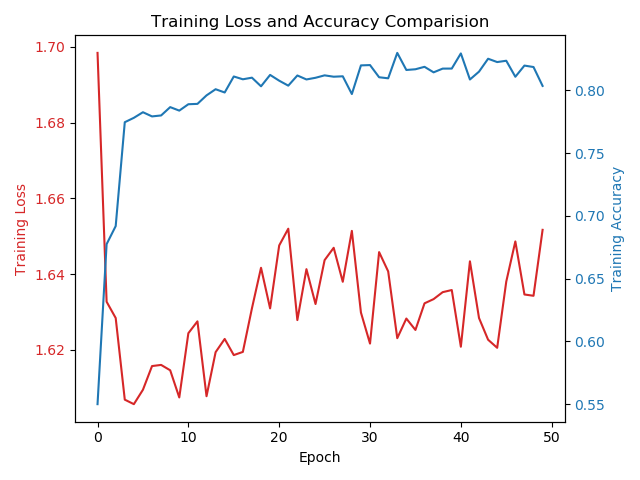 Training Loss and Accuracy Comparision
1.70
1.68
1.66
1.64
1.62
Training Loss
0.80
0.75
0.70
0.65
0.60
0.55
Training Accuracy
0 10 20 30 40 50
Epoch